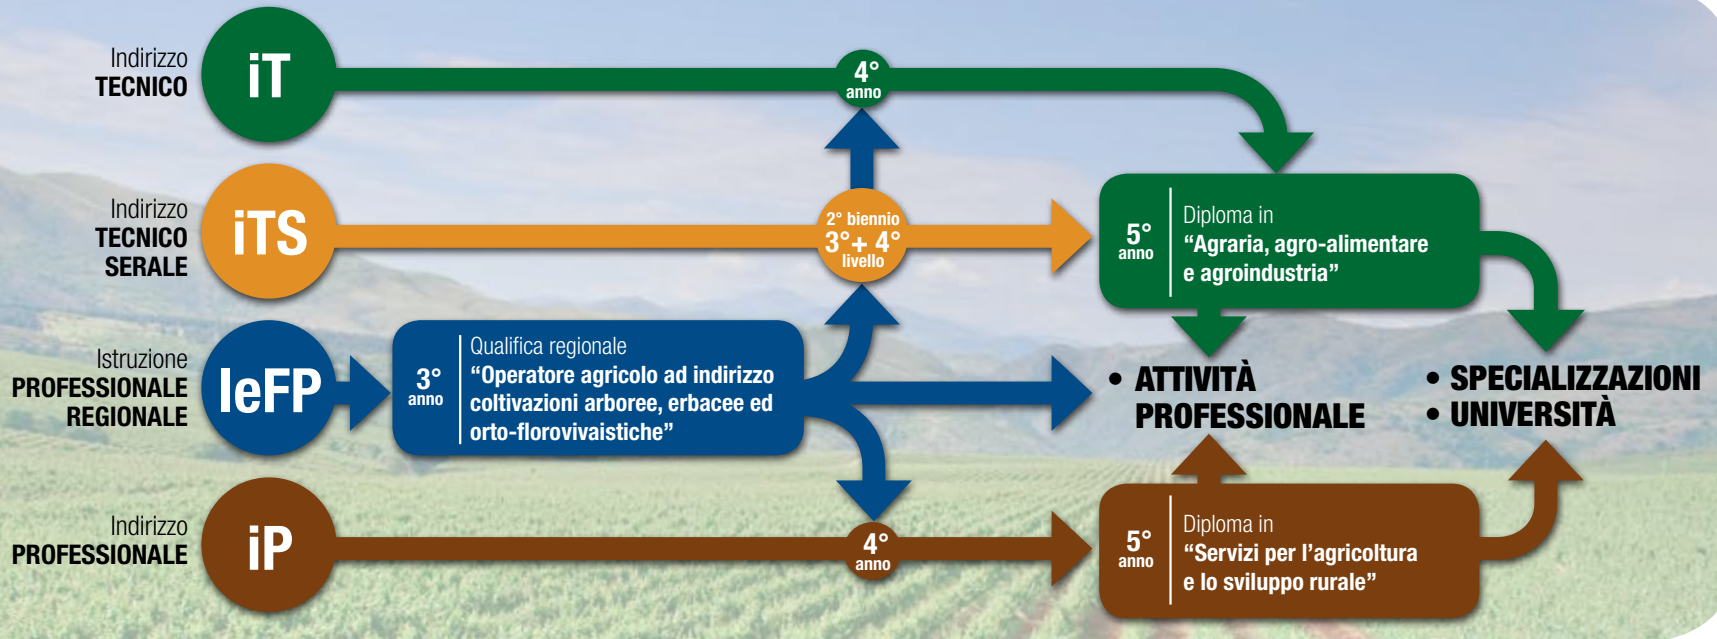 Indirizzo
TECNICO
iT
4°
anno
Indirizzo
TECNICO
SERALE
iTS
2° biennio
3°+ 4°
livello
5°
anno
Diploma in
“Agraria, agro-alimentare
e agroindustria”
Istruzione
PROFESSIONALE
REGIONALE
IeFP
3°
anno
Qualifica regionale
“Operatore agricolo ad indirizzo
coltivazioni arboree, erbacee ed
orto-florovivaistiche”
• ATTIVITÀ
PROFESSIONALE
• SPECIALIZZAZIONI
• UNIVERSITÀ
Indirizzo
PROFESSIONALE
iP
4°
anno
5°
anno
Diploma in
“Servizi per l’agricoltura
e lo sviluppo rurale”